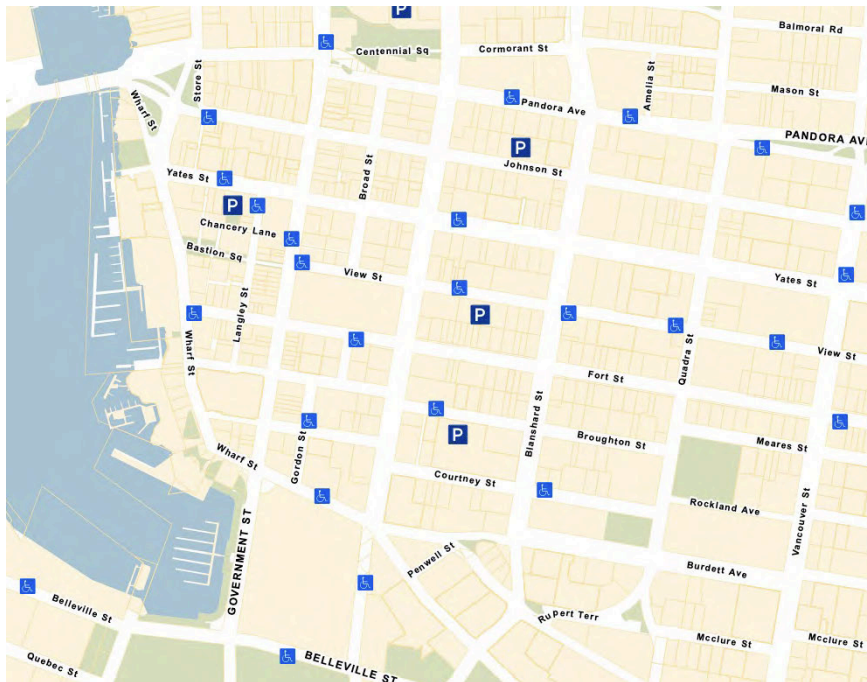 P
Balmoral Rd
Centennial Sq
Cormorant St
Store St
Amelia St
Mason St
Wharf St
Pandora Ave
PANDORA AVE
P
Johnson St
Broad St
Yates St
P
Chancery Lane
Bastion Sq
View St
Yates St
Langley St
P
Wharf St
Quadra St
View St
Fort St
Blanshard St
P
Broughton St
Meares St
Gordon St
Wharf St
Courtney St
Rockland Ave
Vancouver St
GOVERNMENT ST
Penwell St
Burdett Ave
Belleville St
Rupert Terr
Mcclure St
Mcclure St
Quebec St
BELLEVILLE ST